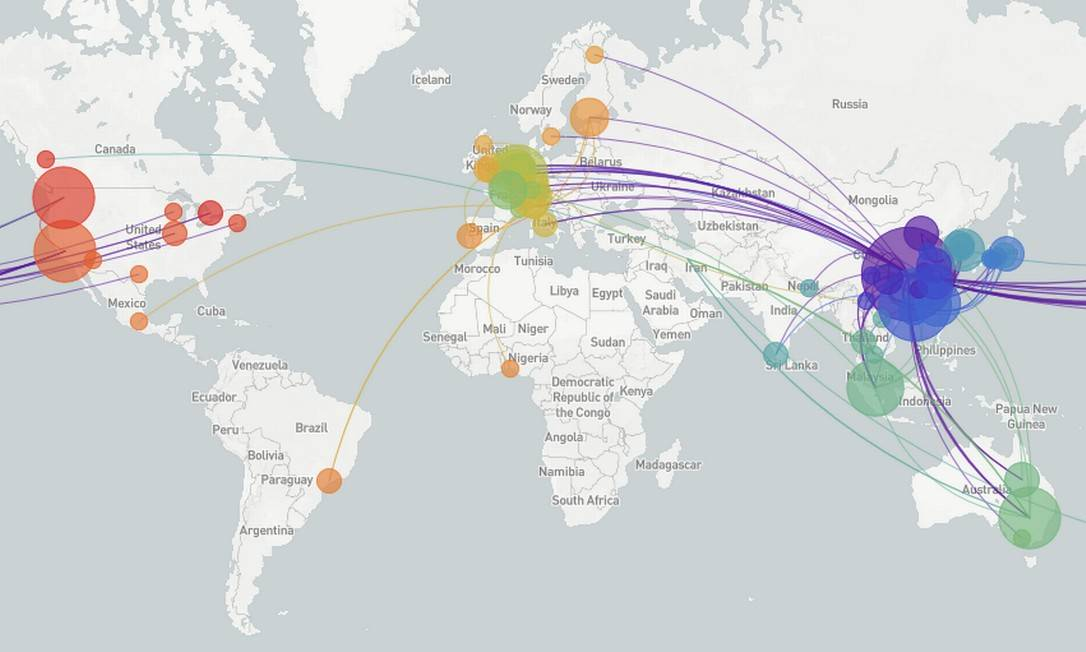 Iceland
Sweden
Norway
Russia
Canada
United
Belarus
Ukraine
Kazakhstan
Mongolia
United
States
Spain
Italy
Turkey
Uzbekistan
Morocco
Tunisia
Iraq
Iran
Pakistan
Nepal
Mexico
Cuba
Libya
Egypt
Saudi
Arabia
Oman
India
Senegal
Mali
Niger
Sudan
Yemen
Thailand
Philippines
Venezuela
Nigeria
Sri Lanka
Ecuador
Democratic
Republic of
the Congo
Kenya
Malaysia
Indonesia
Papua New
Guinea
Peru
Brazil
Angola
Bolivia
Paraguay
Namibia
Madagascar
Australia
South Africa
Argentina